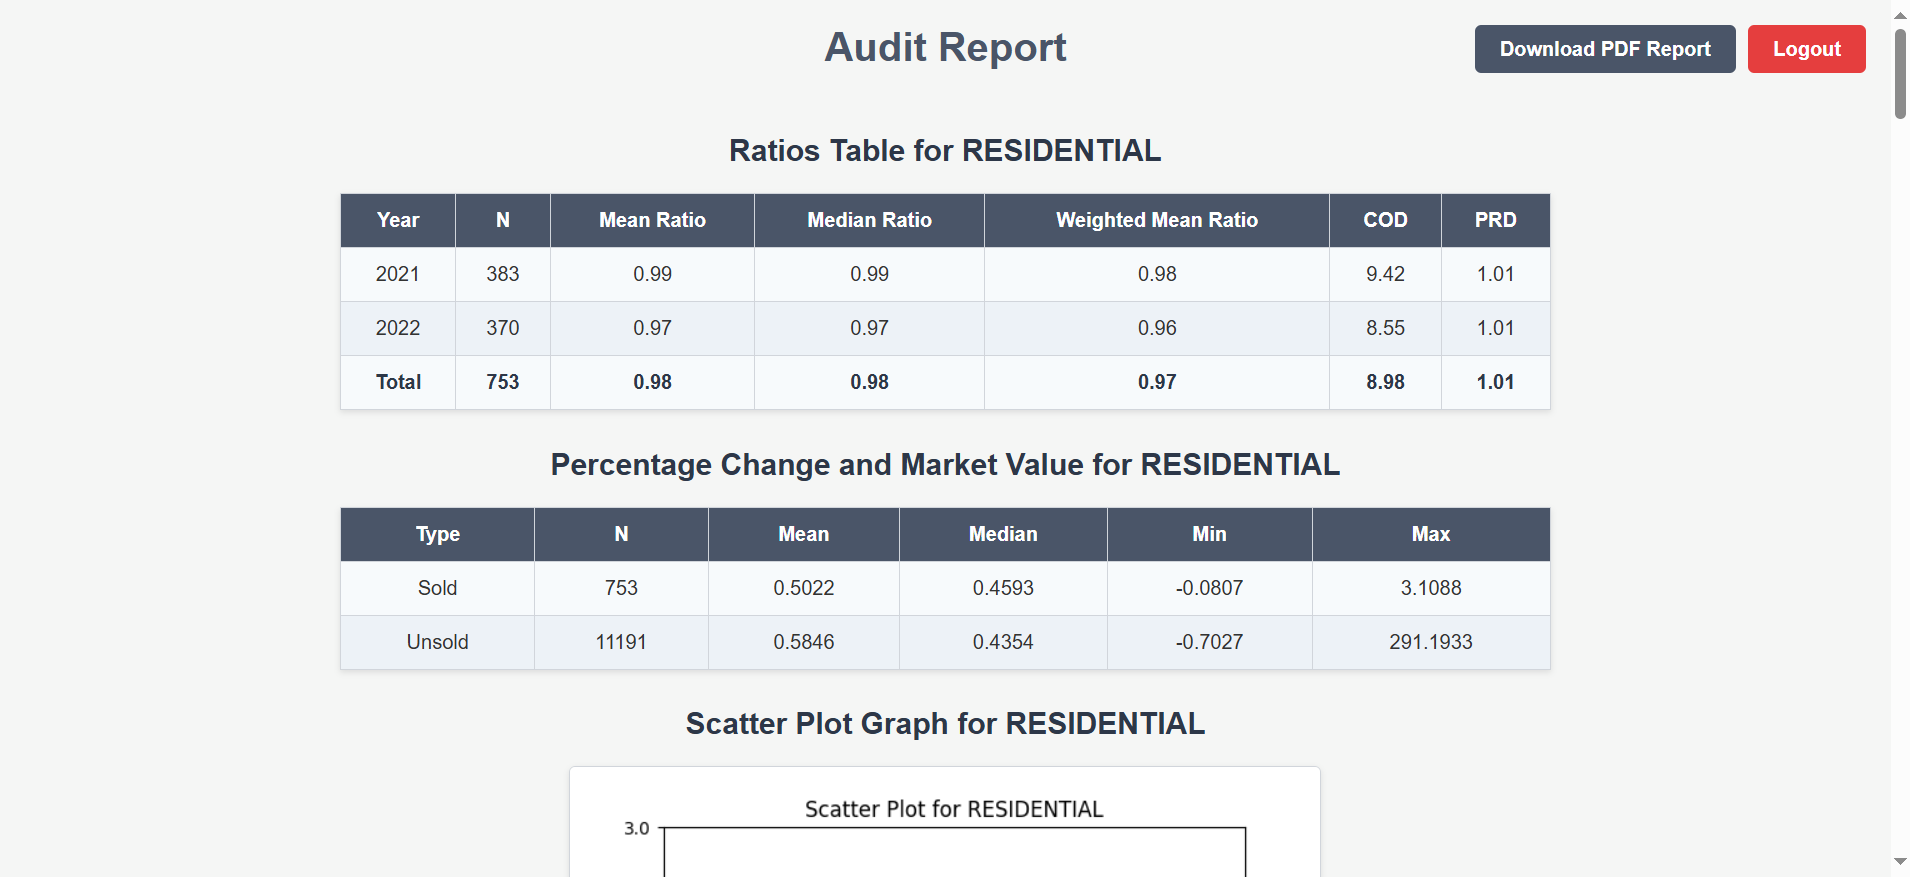 Audit Report
Download PDF Report
Logout
Ratios Table for RESIDENTIAL
Year N Mean Ratio Median Ratio Weighted Mean Ratio COD PRD
2021 383 0.99 0.99 0.98 9.42 1.01
2022 370 0.97 0.97 0.96 8.55 1.01
Total 753 0.98 0.98 0.97 8.98 1.01
Percentage Change and Market Value for RESIDENTIAL
Type N Mean Median Min Max
Sold 753 0.5022 0.4593 -0.0807 3.1088
Unsold 11191 0.5846 0.4354 -0.7027 291.1933
Scatter Plot Graph for RESIDENTIAL
Scatter Plot for RESIDENTIAL
3.0